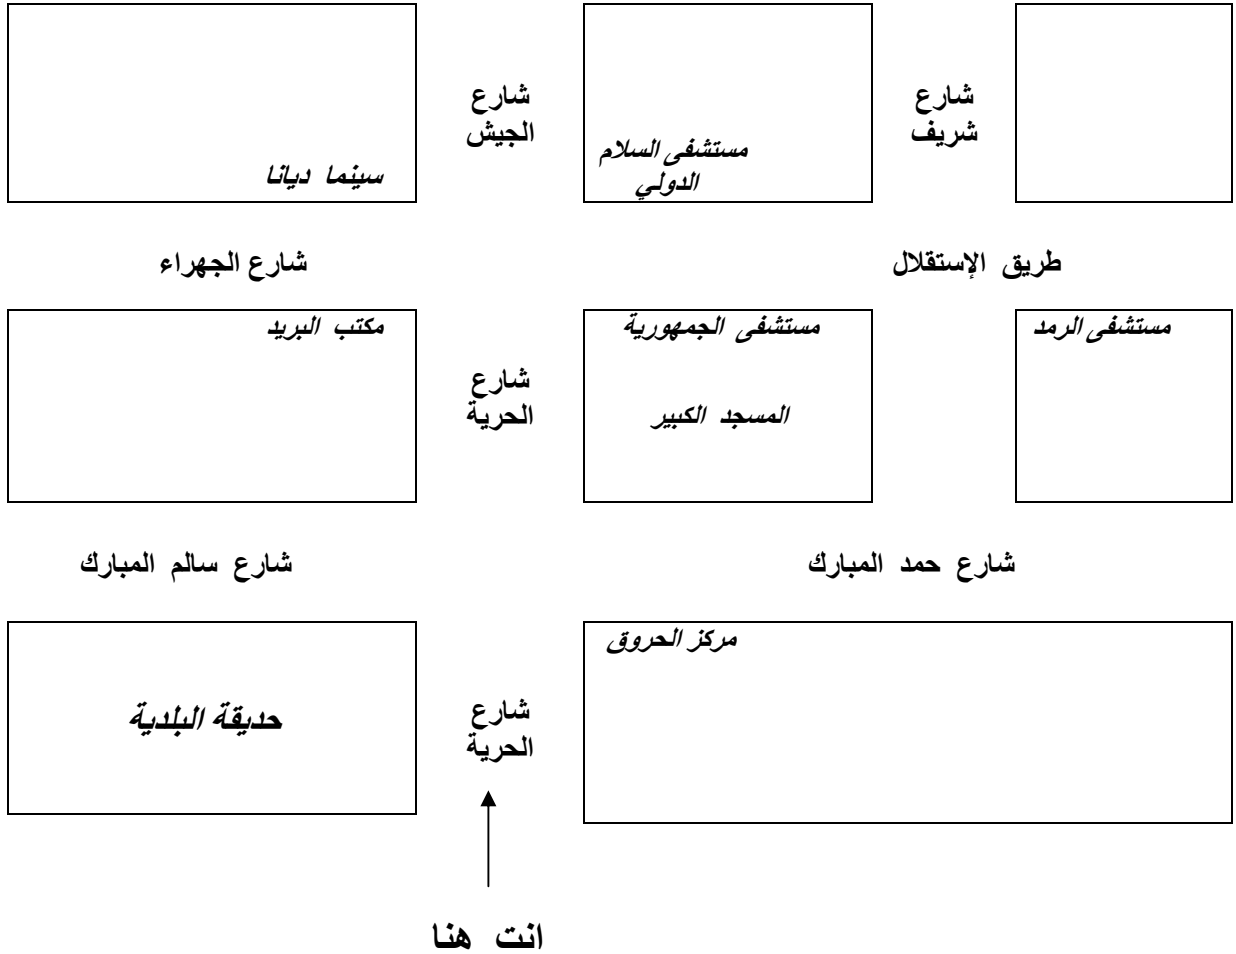 شارع
شريف
شارع
الجيش
مستشفى السلام
الدولي
سينما ديانا
طريق الإستقلال
شارع الجهراء
مستشفى الرمد
مستشفى الجمهورية
المسجد الكبير
شارع
الحرية
مكتب البريد
شارع حمد المبارك
شارع سالم المبارك
مركز الحروق
شارع
الحرية
حديقة البلدية
انت هنا